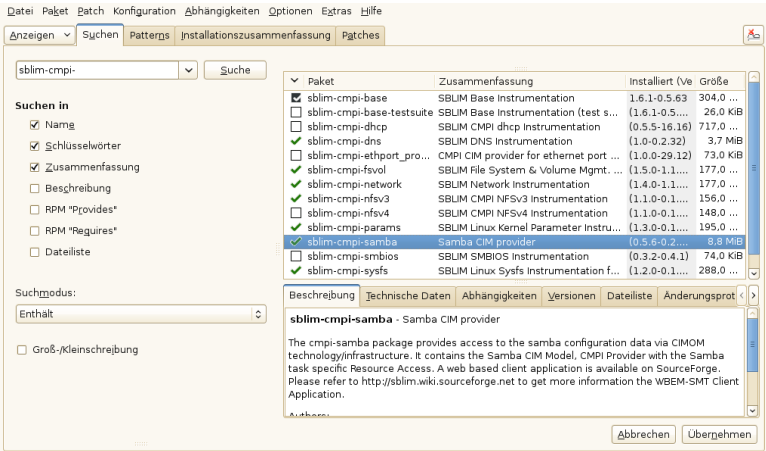 Datei Paket Patch Konfiguration Abhängigkeiten Optionen Extras Hilfe
Anzeigen Suchen Patterns Installationszusammenfassung Patches
sblim-cmpi- Suche
Suchen in
Name
Schlüsselwörter
Zusammenfassung
Beschreibung
RPM "Provides"
RPM "Requires"
Dateiliste
Suchmodus:
Enthält
Groß-/Kleinschreibung
Paket Zusammenfassung Installiert (Ve Größe
sblim-cmpi-base SBLIM Base Instrumentation 1.6.1-0.5.63 304,0 ...
sblim-cmpi-base-testsuite SBLIM Base Instrumentation (test s... (1.6.1-0.5.... 26,0 KiB
sblim-cmpi-dhcp SBLIM CMPI dhcp Instrumentation (0.5.5-16.16) 717,0 ...
sblim-cmpi-dns SBLIM DNS Instrumentation (1.0-0.2.32) 3,7 MiB
sblim-cmpi-ethport_pro... CMPI CIM provider for ethernet port ... (1.0.0-29.12) 73,0 KiB
sblim-cmpi-fsvol SBLIM File System & Volume Mgmt. ... (1.5.0-1.1.... 177,0 ...
sblim-cmpi-network SBLIM Network Instrumentation (1.4.0-1.1.... 177,0 ...
sblim-cmpi-nfsv3 SBLIM CMPI NFSv3 Instrumentation (1.1.0-0.1.... 156,0 ...
sblim-cmpi-nfsv4 SBLIM CMPI NFSv4 Instrumentation (1.1.0-0.1.... 148,0 ...
sblim-cmpi-params SBLIM Linux Kernel Parameter Instru... (1.3.0-0.1.... 195,0 ...
sblim-cmpi-samba Samba CIM provider (0.5.6-0.2.... 8,8 MiB
sblim-cmpi-smbios SBLIM SMBIOS Instrumentation (0.3.2-0.4.1) 74,0 KiB
sblim-cmpi-sysfs SBLIM Linux Sysfs Instrumentation f... (1.2.0-0.1.... 288,0 ...
Beschreibung Technische Daten Abhängigkeiten Versionen Dateiliste Änderungsprot
sblim-cmpi-samba - Samba CIM provider
The cmpi-samba package provides access to the samba configuration data via CIMOM
technology/infrastructure. It contains the Samba CIM Model, CMPI Provider with the Samba
task specific Resource Access. A web based client application is available on SourceForge.
Please refer to http://sblim.wiki.sourceforge.net to get more information the WBEM-SMT Client
Application.
Authors:
Abbrechen Übernehmen